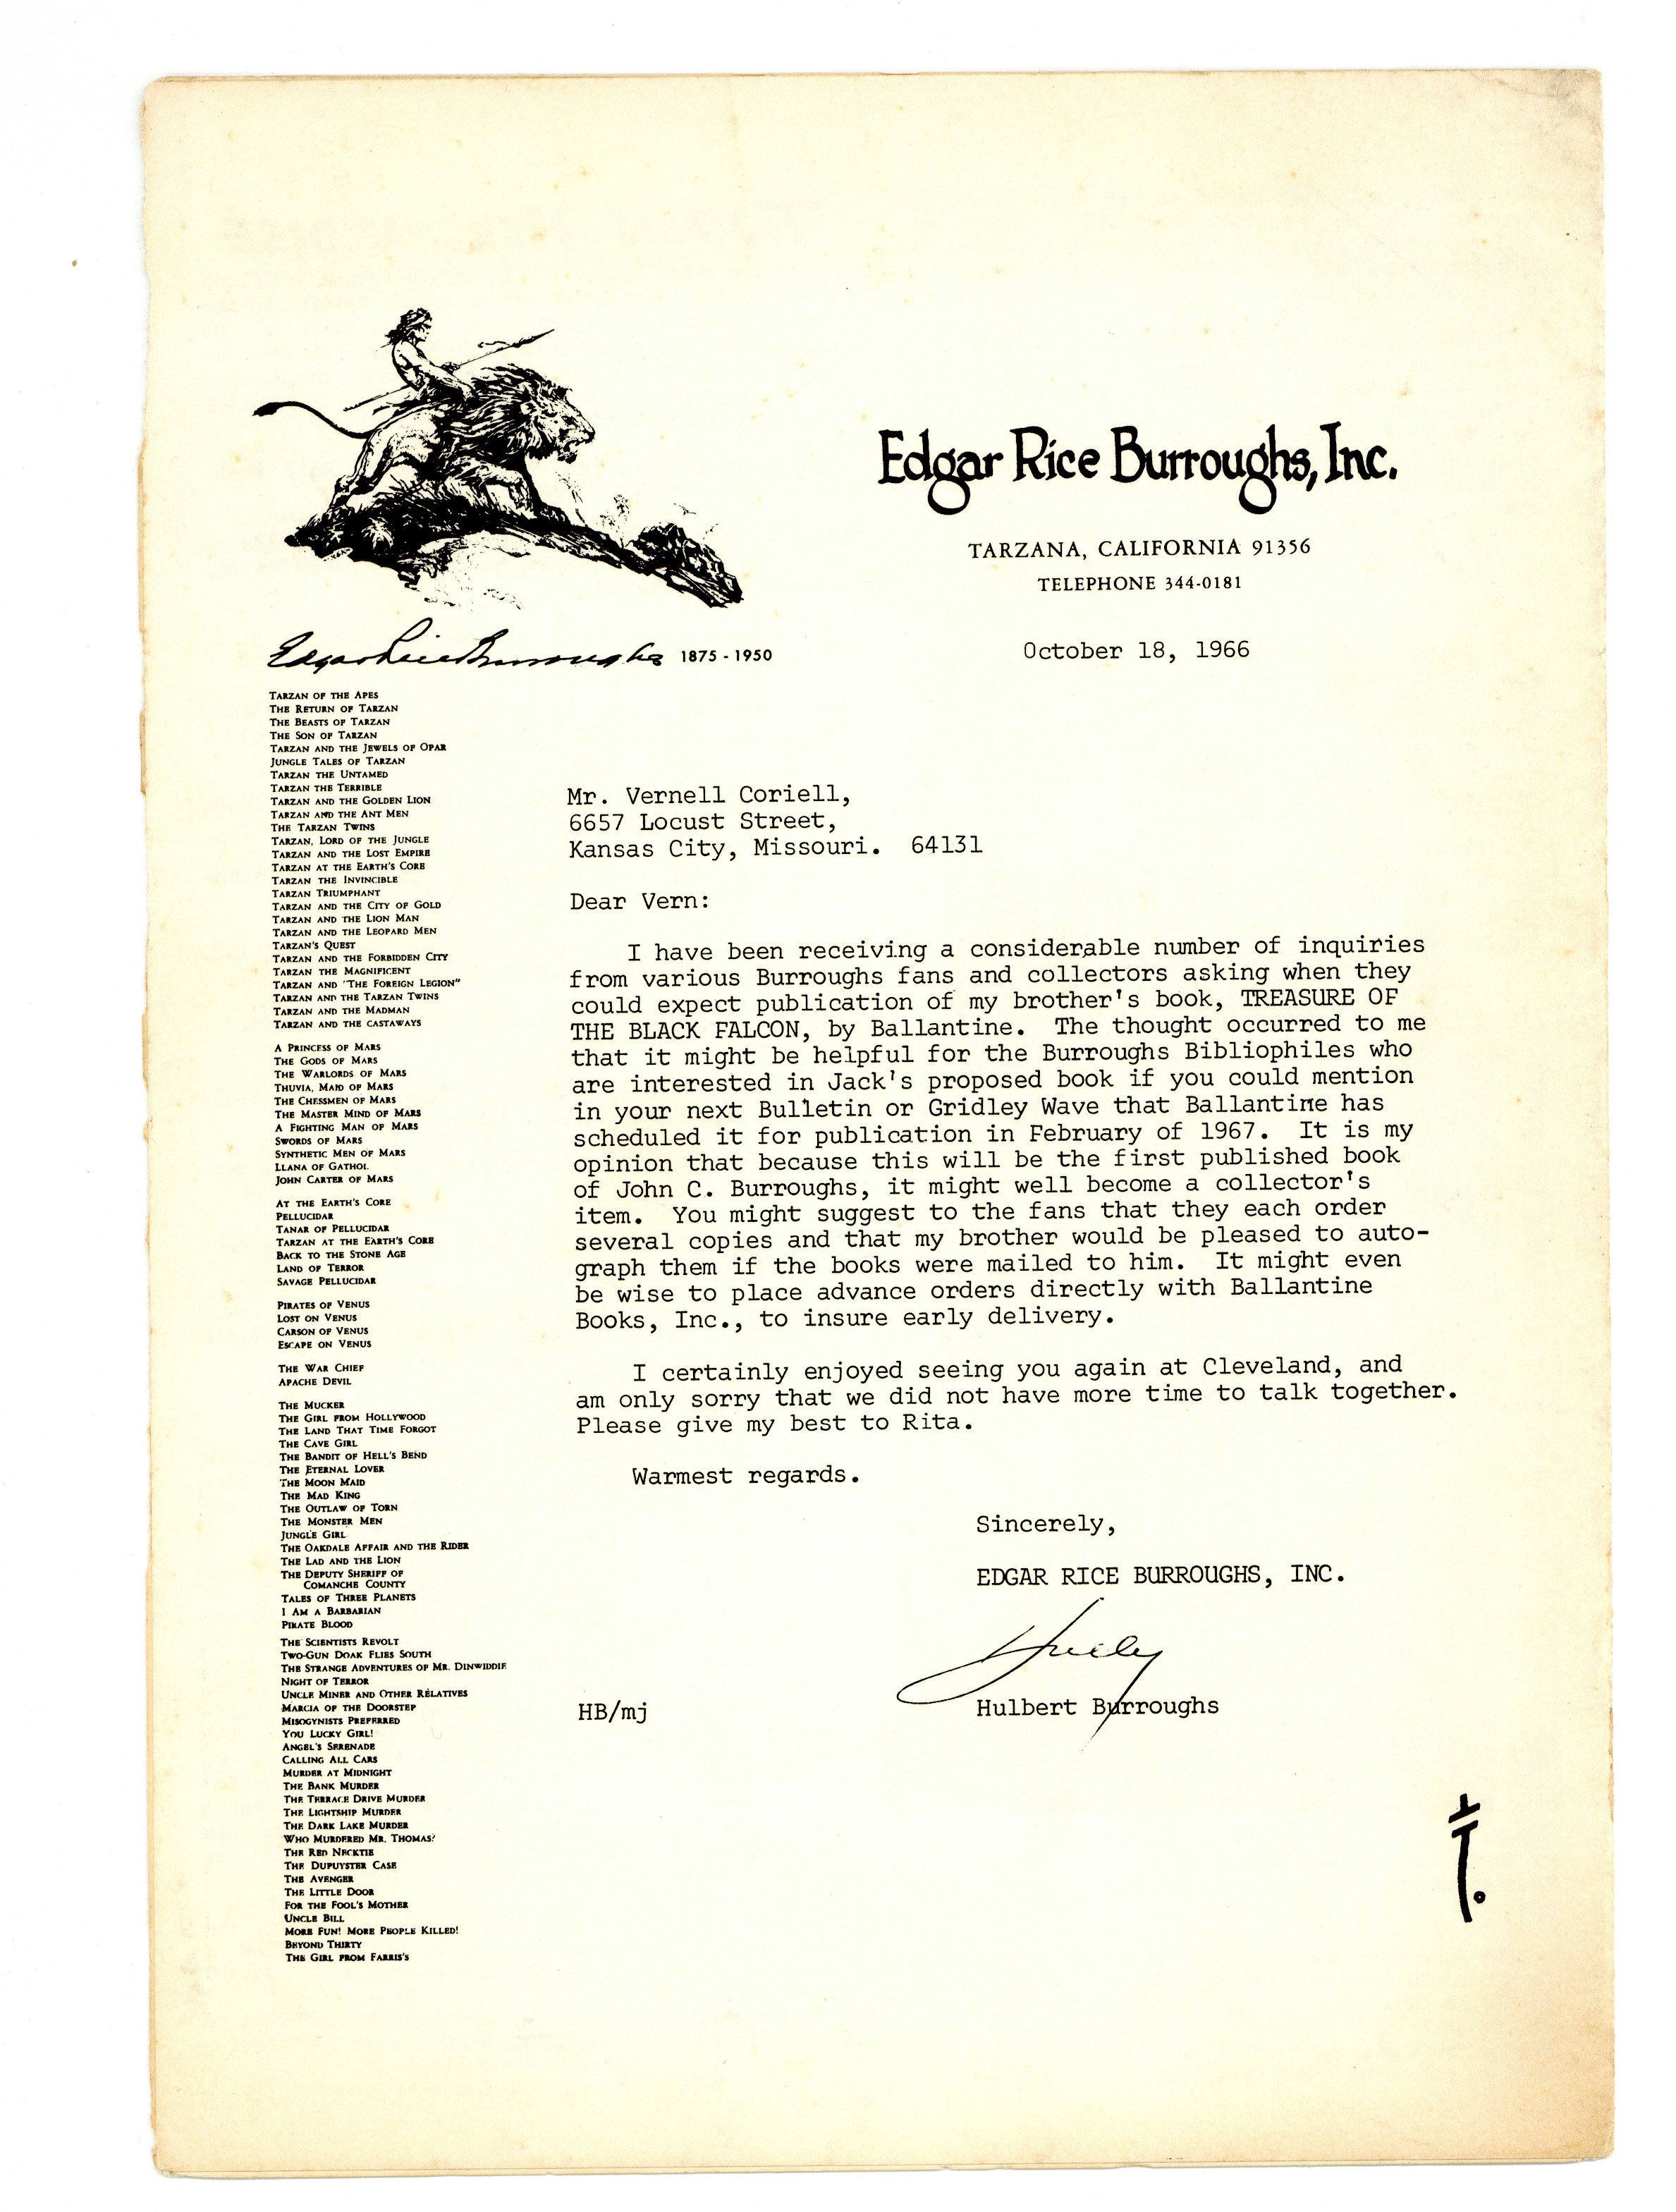 Edgar Rice Burroughs, Inc.
TARZANA, CALIFORNIA 91356
TELEPHONE 344-0181
Edgar Rice Burroughs 1875 - 1950
October 18, 1966
TARZAN OF THE APES
THE RETURN OF TARZAN
THE BEASTS OF TARZAN
THE SON OF TARZAN
TARZAN AND THE JEWELS OF OPAR
JUNGLE TALES OF TARZAN
TARZAN THE UNTAMED
TARZAN THE TERRIBLE
TARZAN AND THE GOLDEN LION
TARZAN AND THE ANT MEN
THE TARZAN TWINS
TARZAN, LORD OF THE JUNGLE
TARZAN AND THE LOST EMPIRE
TARZAN AT THE EARTH'S CORE
TARZAN THE INVINCIBLE
TARZAN TRIUMPHANT
TARZAN AND THE CITY OF GOLD
TARZAN AND THE LION MAN
TARZAN AND THE LEOPARD MEN
TARZAN'S QUEST
TARZAN AND THE FORBIDDEN CITY
TARZAN THE MAGNIFICENT
TARZAN AND "THE FOREIGN LEGION"
TARZAN AND THE TARZAN TWINS
TARZAN AND THE MADMAN
TARZAN AND THE CASTAWAYS
A PRINCESS OF MARS
THE GODS OF MARS
THE WARLORDS OF MARS
THUVIA, MAID OF MARS
THE CHESSMEN OF MARS
THE MASTER MIND OF MARS
A FIGHTING MAN OF MARS
SWORDS OF MARS
SYNTHETIC MEN OF MARS
LLANA OF GATHOL
JOHN CARTER OF MARS
AT THE EARTH'S CORE
PELLUCIDAR
TANAR OF PELLUCIDAR
TARZAN AT THE EARTH'S CORE
BACK TO THE STONE AGE
LAND OF TERROR
SAVAGE PELLUCIDAR
PIRATES OF VENUS
LOST ON VENUS
CARSON OF VENUS
ESCAPE ON VENUS
THE WAR CHIEF
APACHE DEVIL
THE MUCKER
THE GIRL FROM HOLLYWOOD
THE LAND THAT TIME FORGOT
THE CAVE GIRL
THE BANDIT OF HELL'S BEND
THE ETERNAL LOVER
THE MOON MAID
THE MAD KING
THE OUTLAW OF TORN
THE MONSTER MEN
JUNGLE GIRL
THE OAKDALE AFFAIR AND THE RIDER
THE LAD AND THE LION
THE DEPUTY SHERIFF OF
COMANCHE COUNTY
TALES OF THREE PLANETS
I AM A BARBARIAN
PIRATE BLOOD
THE SCIENTISTS REVOLT
TWO-GUN DOAK FLIES SOUTH
THE STRANGE ADVENTURES OF MR. DINWIDDIE
NIGHT OF TERROR
UNCLE MINER AND OTHER RELATIVES
MARCIA OF THE DOORSTEP
MISOGYNISTS PREFERRED
YOU LUCKY GIRL!
ANGEL'S SERENADE
CALLING ALL CARS
MURDER AT MIDNIGHT
THE BANK MURDER
THE TERRACE DRIVE MURDER
THE LIGHTSHIP MURDER
THE DARK LAKE MURDER
WHO MURDERED MR. THOMAS?
THE RED NECKTIE
THE DUPUYSTER CASE
THE AVENGER
THE LITTLE DOOR
FOR THE FOOL'S MOTHER
UNCLE BILL
MORE FUN! MORE PEOPLE KILLED!
BEYOND THIRTY
THE GIRL FROM FARRIS'S
Mr. Vernell Coriell,
6657 Locust Street,
Kansas City, Missouri. 64131
Dear Vern:
I have been receiving a considerable number of inquiries
from various Burroughs fans and collectors asking when they
could expect publication of my brother's book, TREASURE OF
THE BLACK FALCON, by Ballantine. The thought occurred to me
that it might be helpful for the Burroughs Bibliophiles who
are interested in Jack's proposed book if you could mention
in your next Bulletin or Gridley Wave that Ballantine has
scheduled it for publication in February of 1967. It is my
opinion that because this will be the first published book
of John C. Burroughs, it might well become a collector's
item. You might suggest to the fans that they each order
several copies and that my brother would be pleased to auto-
graph them if the books were mailed to him. It might even
be wise to place advance orders directly with Ballantine
Books, Inc., to insure early delivery.
I certainly enjoyed seeing you again at Cleveland, and
am only sorry that we did not have more time to talk together.
Please give my best to Rita.
Warmest regards.
Sincerely,
EDGAR RICE BURROUGHS, INC.
Hulbert Burroughs
HB/mj